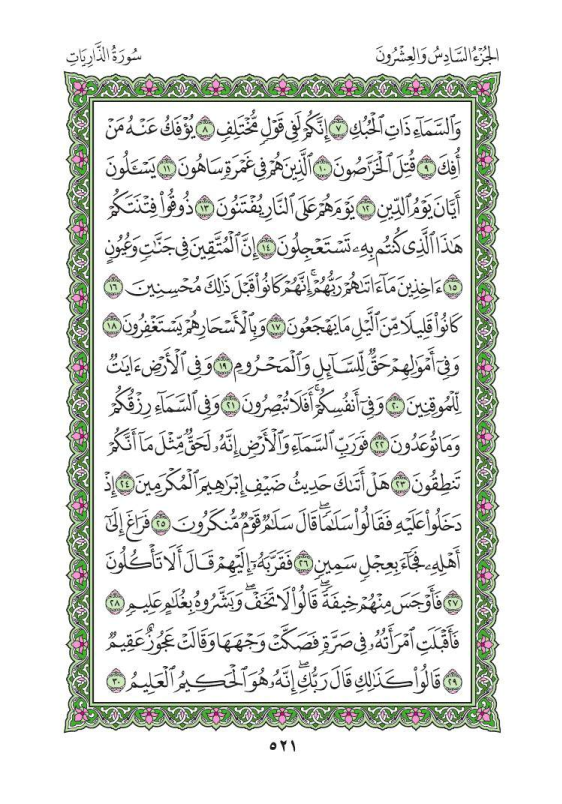 الجُزْءُ السَّادِسُ وَالعِشْرُونَ
سُورَةُ الذَّارِيَاتِ
وَٱلسَّمَآءِ ذَاتِ ٱلۡحُبُكِ ٧ إِنَّكُمۡ لَفِي قَوۡلٖ مُّخۡتَلِفٖ ٨ يُؤۡفَكُ عَنۡهُ مَنۡ
أُفِكَ ٩ قُتِلَ ٱلۡخَرَّٰصُونَ ١٠ ٱلَّذِينَ هُمۡ فِي غَمۡرَةٖ سَاهُونَ ١١ يَسۡـَٔلُونَ
أَيَّانَ يَوۡمُ ٱلدِّينِ ١٢ يَوۡمَ هُمۡ عَلَى ٱلنَّارِ يُفۡتَنُونَ ١٣ ذُوقُواْ فِتۡنَتَكُمۡ
هَٰذَا ٱلَّذِي كُنتُم بِهِۦ تَسۡتَعۡجِلُونَ ١٤ إِنَّ ٱلۡمُتَّقِينَ فِي جَنَّٰتٖ وَعُيُونٍ
١٥ ءَاخِذِينَ مَآ ءَاتَىٰهُمۡ رَبُّهُمۡۚ إِنَّهُمۡ كَانُواْ قَبۡلَ ذَٰلِكَ مُحۡسِنِينَ ١٦
كَانُواْ قَلِيلٗا مِّنَ ٱلَّيۡلِ مَا يَهۡجَعُونَ ١٧ وَبِٱلۡأَسۡحَارِ هُمۡ يَسۡتَغۡفِرُونَ ١٨
وَفِيٓ أَمۡوَٰلِهِمۡ حَقّٞ لِّلسَّآئِلِ وَٱلۡمَحۡرُومِ ١٩ وَفِي ٱلۡأَرۡضِ ءَايَٰتٞ
لِّلۡمُوقِنِينَ ٢٠ وَفِيٓ أَنفُسِكُمۡۚ أَفَلَا تُبۡصِرُونَ ٢١ وَفِي ٱلسَّمَآءِ رِزۡقُكُمۡ
وَمَا تُوعَدُونَ ٢٢ فَوَرَبِّ ٱلسَّمَآءِ وَٱلۡأَرۡضِ إِنَّهُۥ لَحَقّٞ مِّثۡلَ مَآ أَنَّكُمۡ
تَنطِقُونَ ٢٣ هَلۡ أَتَىٰكَ حَدِيثُ ضَيۡفِ إِبۡرَٰهِيمَ ٱلۡمُكۡرَمِينَ ٢٤ إِذۡ
دَخَلُواْ عَلَيۡهِ فَقَالُواْ سَلَٰمٗاۖ قَالَ سَلَٰمٞ قَوۡمٞ مُّنكَرُونَ ٢٥ فَرَاغَ إِلَىٰٓ
أَهۡلِهِۦ فَجَآءَ بِعِجۡلٖ سَمِينٖ ٢٦ فَقَرَّبَهُۥٓ إِلَيۡهِمۡ قَالَ أَلَا تَأۡكُلُونَ
٢٧ فَأَوۡجَسَ مِنۡهُمۡ خِيفَةٗۖ قَالُواْ لَا تَخَفۡۖ وَبَشَّرُوهُ بِغُلَٰمٍ عَلِيمٖ ٢٨
فَأَقۡبَلَتِ ٱمۡرَأَتُهُۥ فِي صَرَّةٖ فَصَكَّتۡ وَجۡهَهَا وَقَالَتۡ عَجُوزٌ عَقِيمٞ
٢٩ قَالُواْ كَذَٰلِكِ قَالَ رَبُّكِۖ إِنَّهُۥ هُوَ ٱلۡحَكِيمُ ٱلۡعَلِيمُ ٣٠
٥٢١